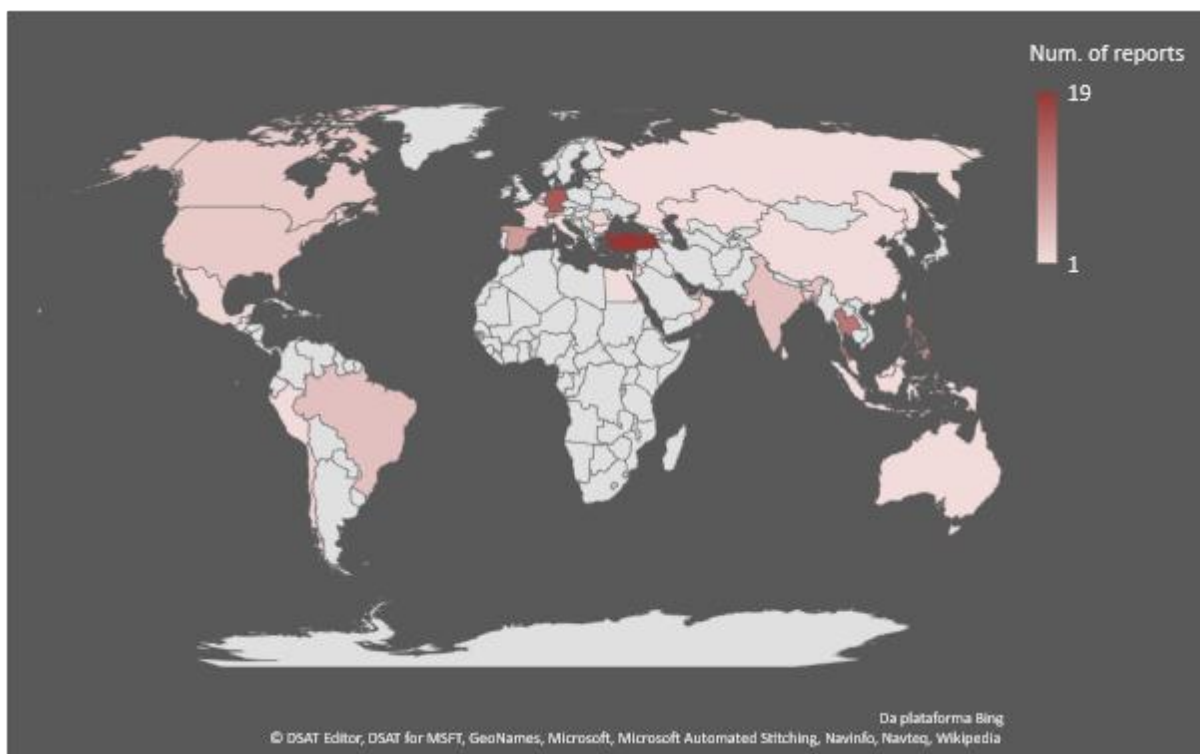 Num. of reports
19
1
Da plataforma Bing
© DSAT Editor, DSAT for MSFT, GeoNames, Microsoft, Microsoft Automated Stitching, Navinfo, Navteq, Wikipedia